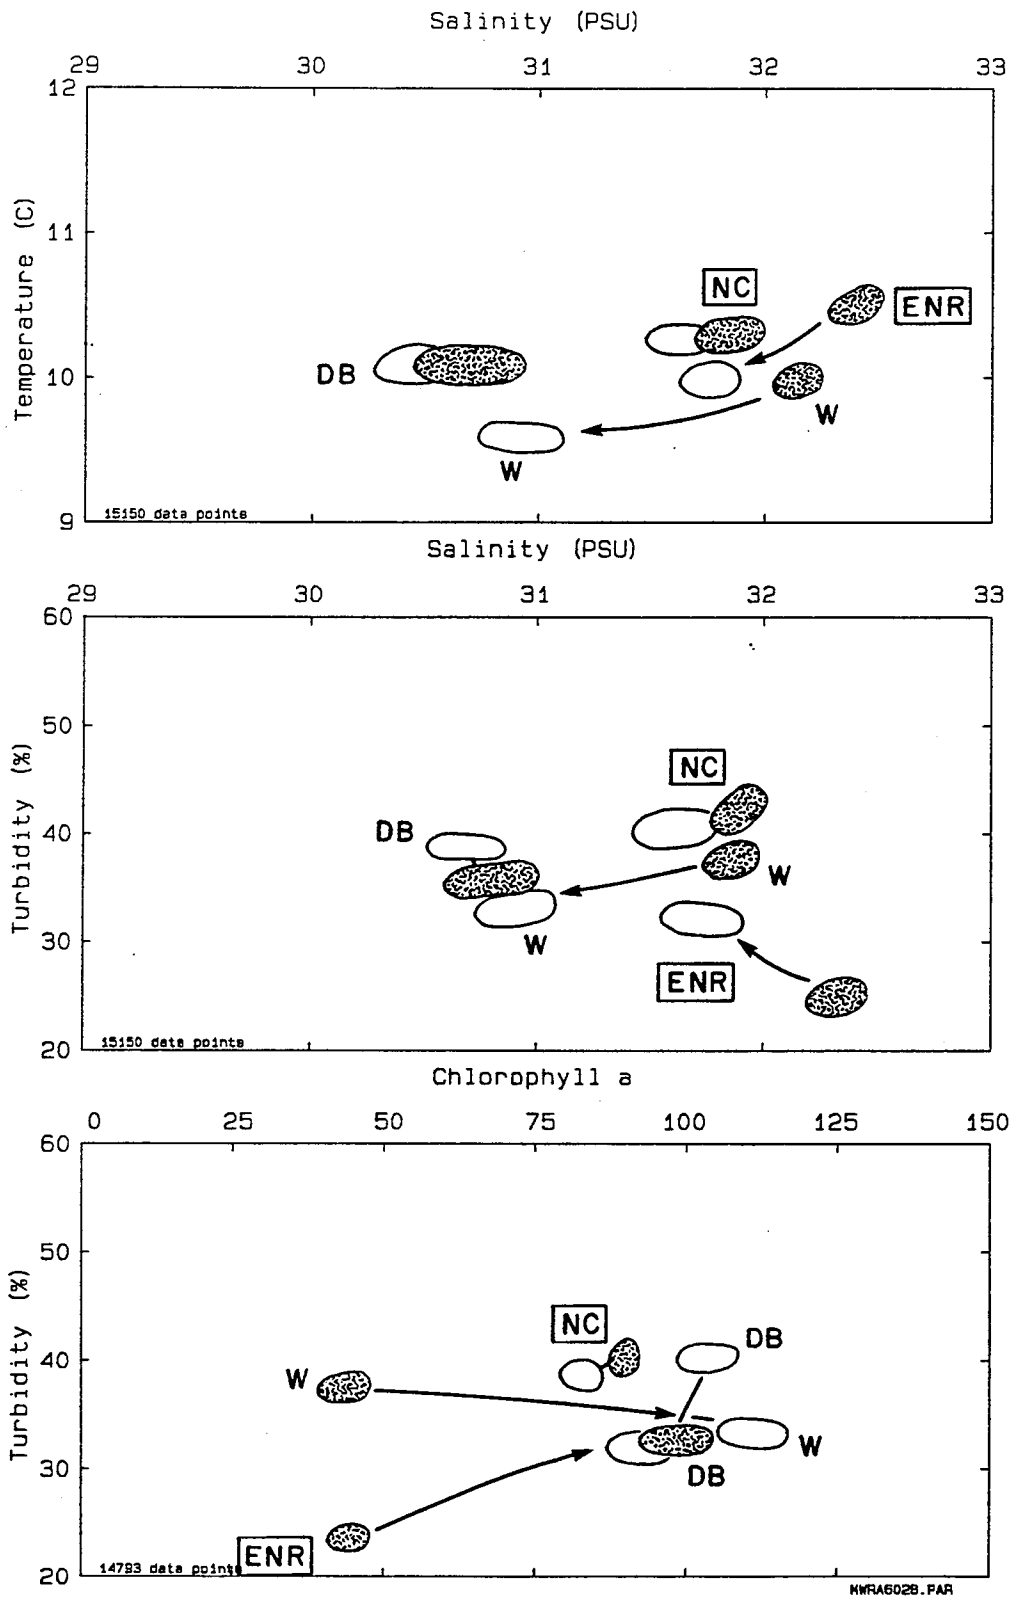 Salinity (PSU)
29 30 31 32 33
12
11
10
9
Temperature (C)
NC
ENR
DB
W
W
15150 data points
Salinity (PSU)
29 30 31 32 33
60
50
40
30
20
Turbidity (%)
NC
DB
W
W
ENR
15150 data points
Chlorophyll a
0 25 50 75 100 125 150
60
50
40
30
20
Turbidity (%)
NC
DB
W
W
DB
ENR
14793 data points
MWRA602B.PAR